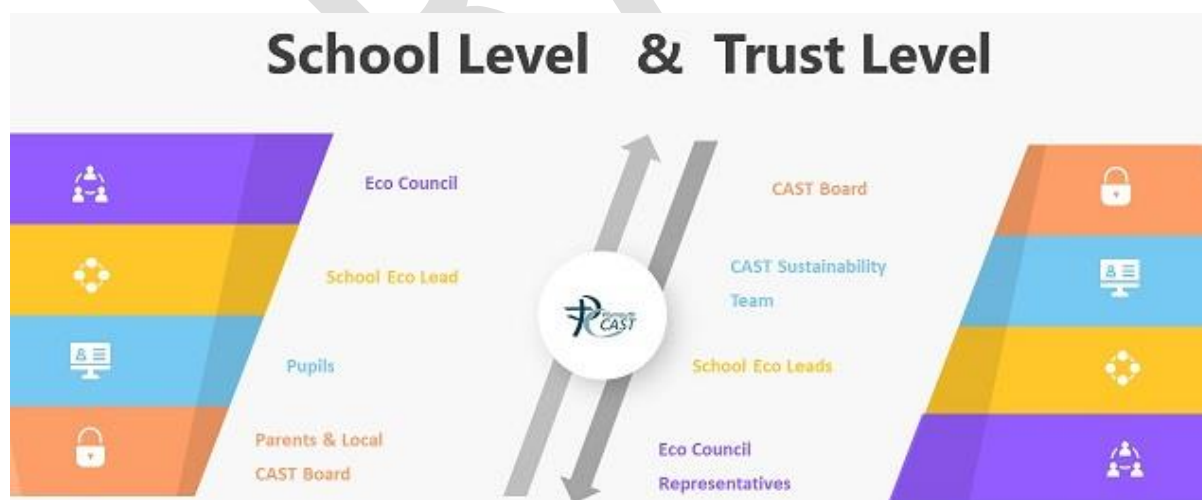 School Level & Trust Level
Eco Council
School Eco Lead
Pupils
Parents & Local
CAST Board
Plymouth
CAST
CAST Board
CAST Sustainability
Team
School Eco Leads
Eco Council
Representatives